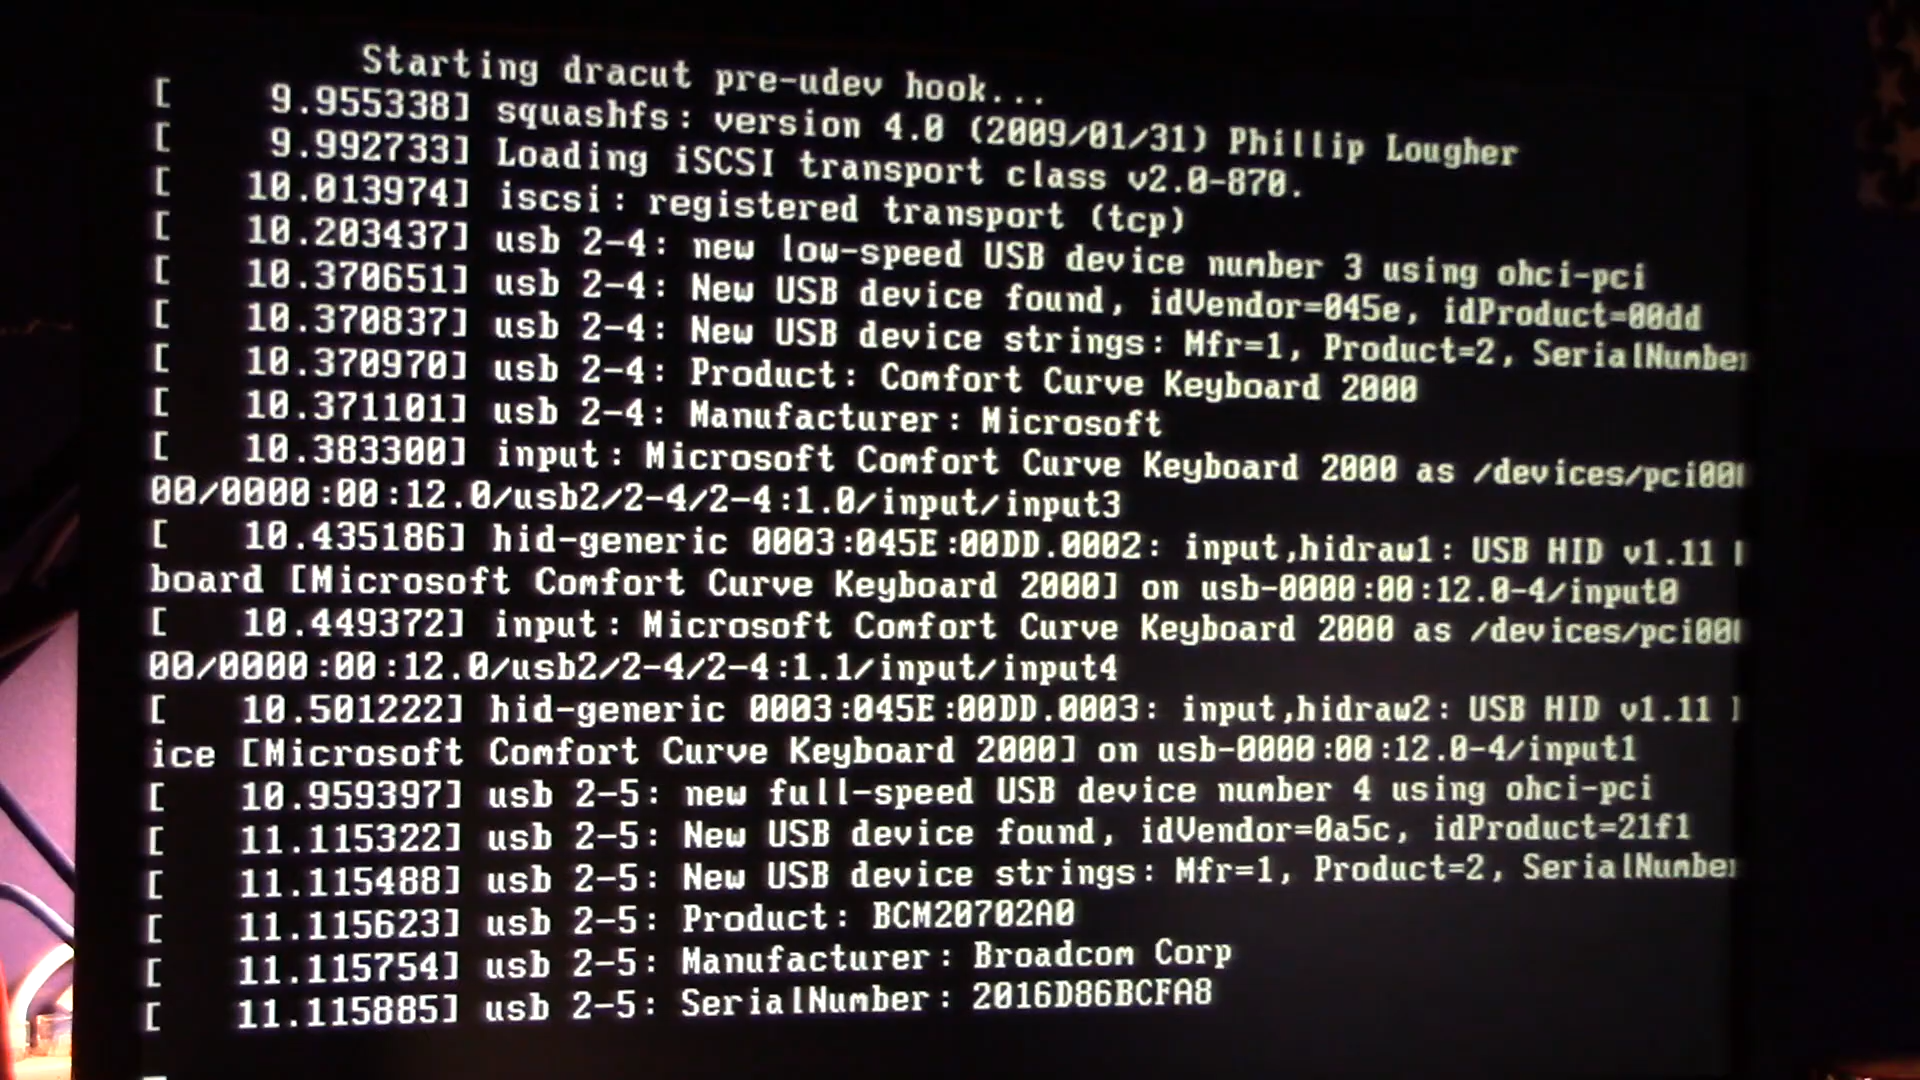 Starting dracut pre-udev hook...
[ 9.955338] squashfs: version 4.0 (2009/01/31) Phillip Lougher
[ 9.992733] Loading iSCSI transport class v2.0-870.
[ 10.013974] iscsi: registered transport (tcp)
[ 10.203437] usb 2-4: new low-speed USB device number 3 using ohci-pci
[ 10.370651] usb 2-4: New USB device found, idVendor=045e, idProduct=00dd
[ 10.370837] usb 2-4: New USB device strings: Mfr=1, Product=2, SerialNumber
[ 10.370970] usb 2-4: Product: Comfort Curve Keyboard 2000
[ 10.371101] usb 2-4: Manufacturer: Microsoft
[ 10.383300] input: Microsoft Comfort Curve Keyboard 2000 as /devices/pci000
00/0000:00:12.0/usb2/2-4/2-4:1.0/input/input3
[ 10.435186] hid-generic 0003:045E:00DD.0002: input,hidraw1: USB HID v1.11
board [Microsoft Comfort Curve Keyboard 2000] on usb-0000:00:12.0-4/input0
[ 10.449372] input: Microsoft Comfort Curve Keyboard 2000 as /devices/pci000
00/0000:00:12.0/usb2/2-4/2-4:1.1/input/input4
[ 10.501222] hid-generic 0003:045E:00DD.0003: input,hidraw2: USB HID v1.11
ice [Microsoft Comfort Curve Keyboard 2000] on usb-0000:00:12.0-4/input1
[ 10.959397] usb 2-5: new full-speed USB device number 4 using ohci-pci
[ 11.115322] usb 2-5: New USB device found, idVendor=0a5c, idProduct=21f1
[ 11.115488] usb 2-5: New USB device strings: Mfr=1, Product=2, SerialNumber
[ 11.115623] usb 2-5: Product: BCM20702A0
[ 11.115754] usb 2-5: Manufacturer: Broadcom Corp
[ 11.115885] usb 2-5: SerialNumber: 2016D86BCFA8